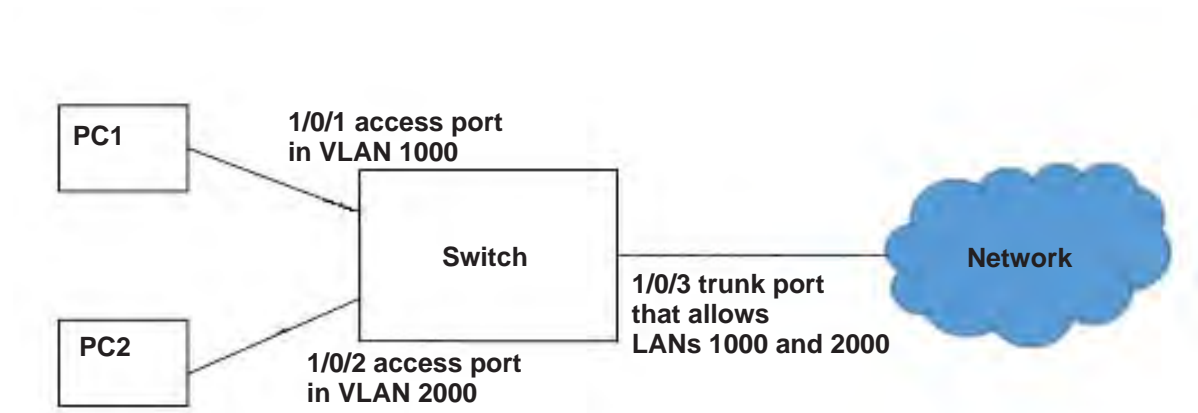 PC1
1/0/1 access port
in VLAN 1000
Switch
Network
1/0/3 trunk port
that allows
LANs 1000 and 2000
PC2
1/0/2 access port
in VLAN 2000